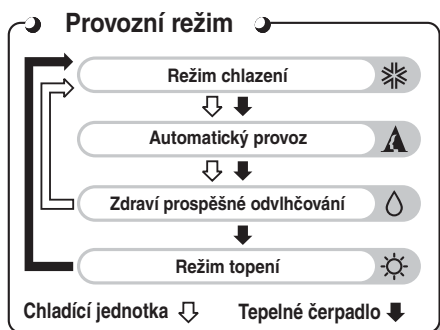 Provozní režim
Režim chlazení
Automatický provoz
Zdraví prospěšné odvlhčování
Režim topení
Chladící jednotka
Tepelné čerpadlo